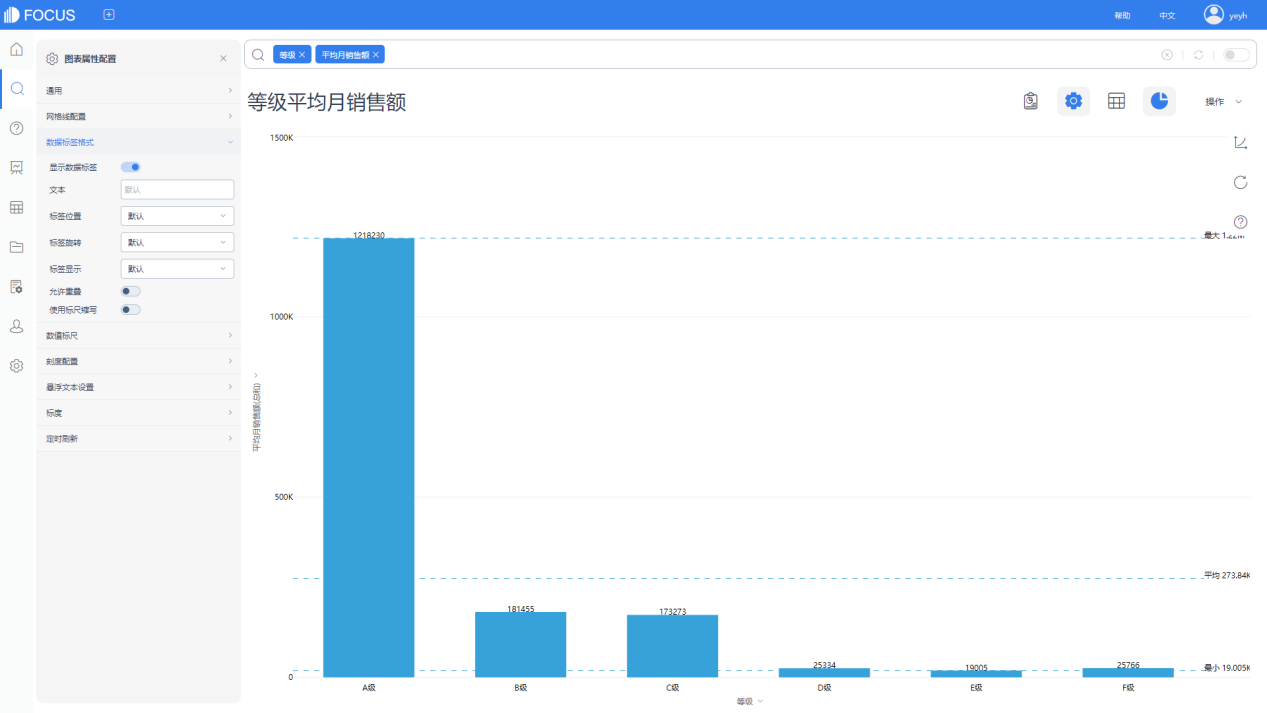 FOCUS
帮助
中文
yeyh
图表属性配置
通用
网格线配置
数据标签格式
显示数据标签
文本
默认
标签位置
默认
标签旋转
默认
标签显示
默认
允许重叠
使用标尺缩写
数值标尺
刻度配置
悬浮文本设置
标度
定时刷新
等级
平均月销售额
等级平均月销售额
操作
1500K
1000K
500K
0
平均月销售额(总和)
1218230
181455
173273
25334
19005
25766
最大
平均 273.84K
最小 19.005K
A级
B级
C级
D级
E级
F级
等级